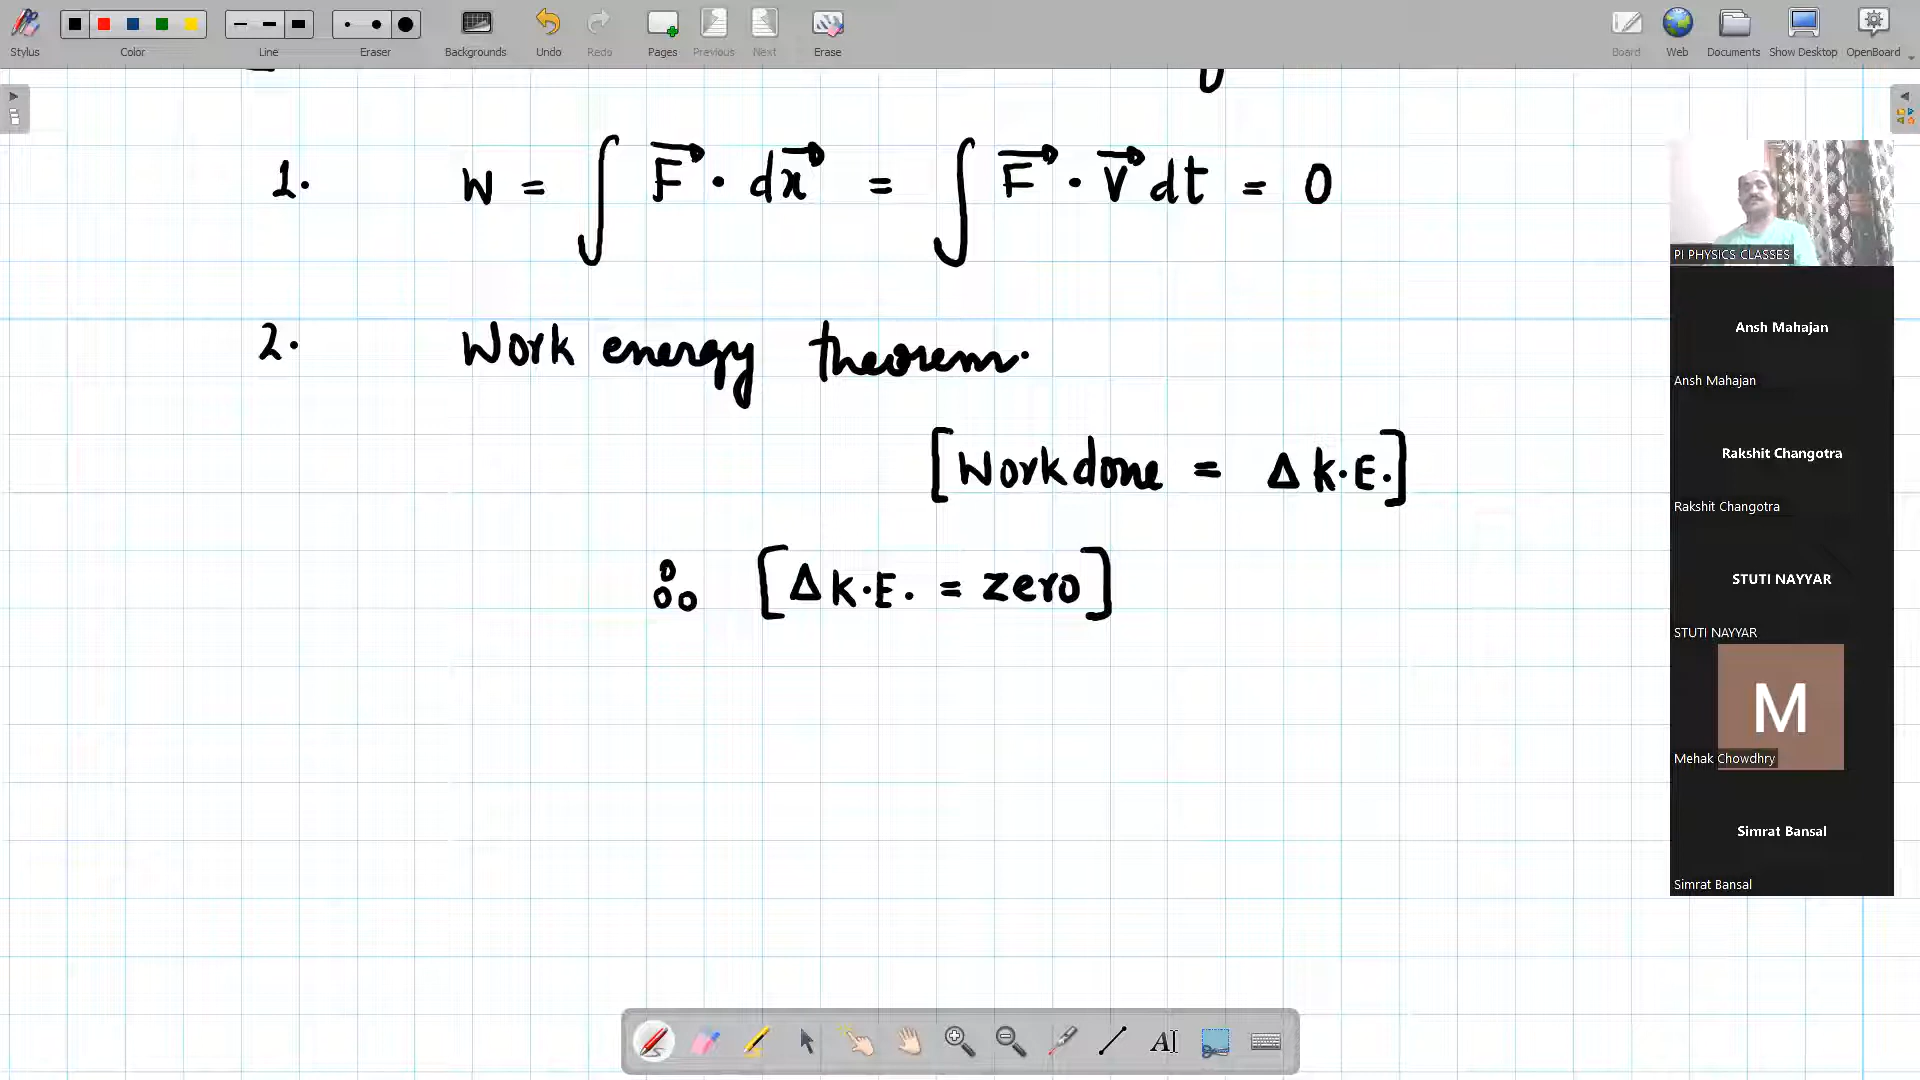 Stylus
Color
Line
Eraser
Backgrounds
Undo
Redo
Pages
Previous
Next
Erase
Board
Web
Documents
Show Desktop
OpenBoard
1. W = ∫ F⃗ · dx⃗ = ∫ F⃗ · V⃗ dt = 0
2. Work energy theorem.
[Workdone = Δ K.E.]
∴ [Δ K.E. = zero]
PI PHYSICS CLASSES
Ansh Mahajan
Ansh Mahajan
Rakshit Changotra
Rakshit Changotra
STUTI NAYYAR
STUTI NAYYAR
M
Mehak Chowdhry
Simrat Bansal
Simrat Bansal
AI